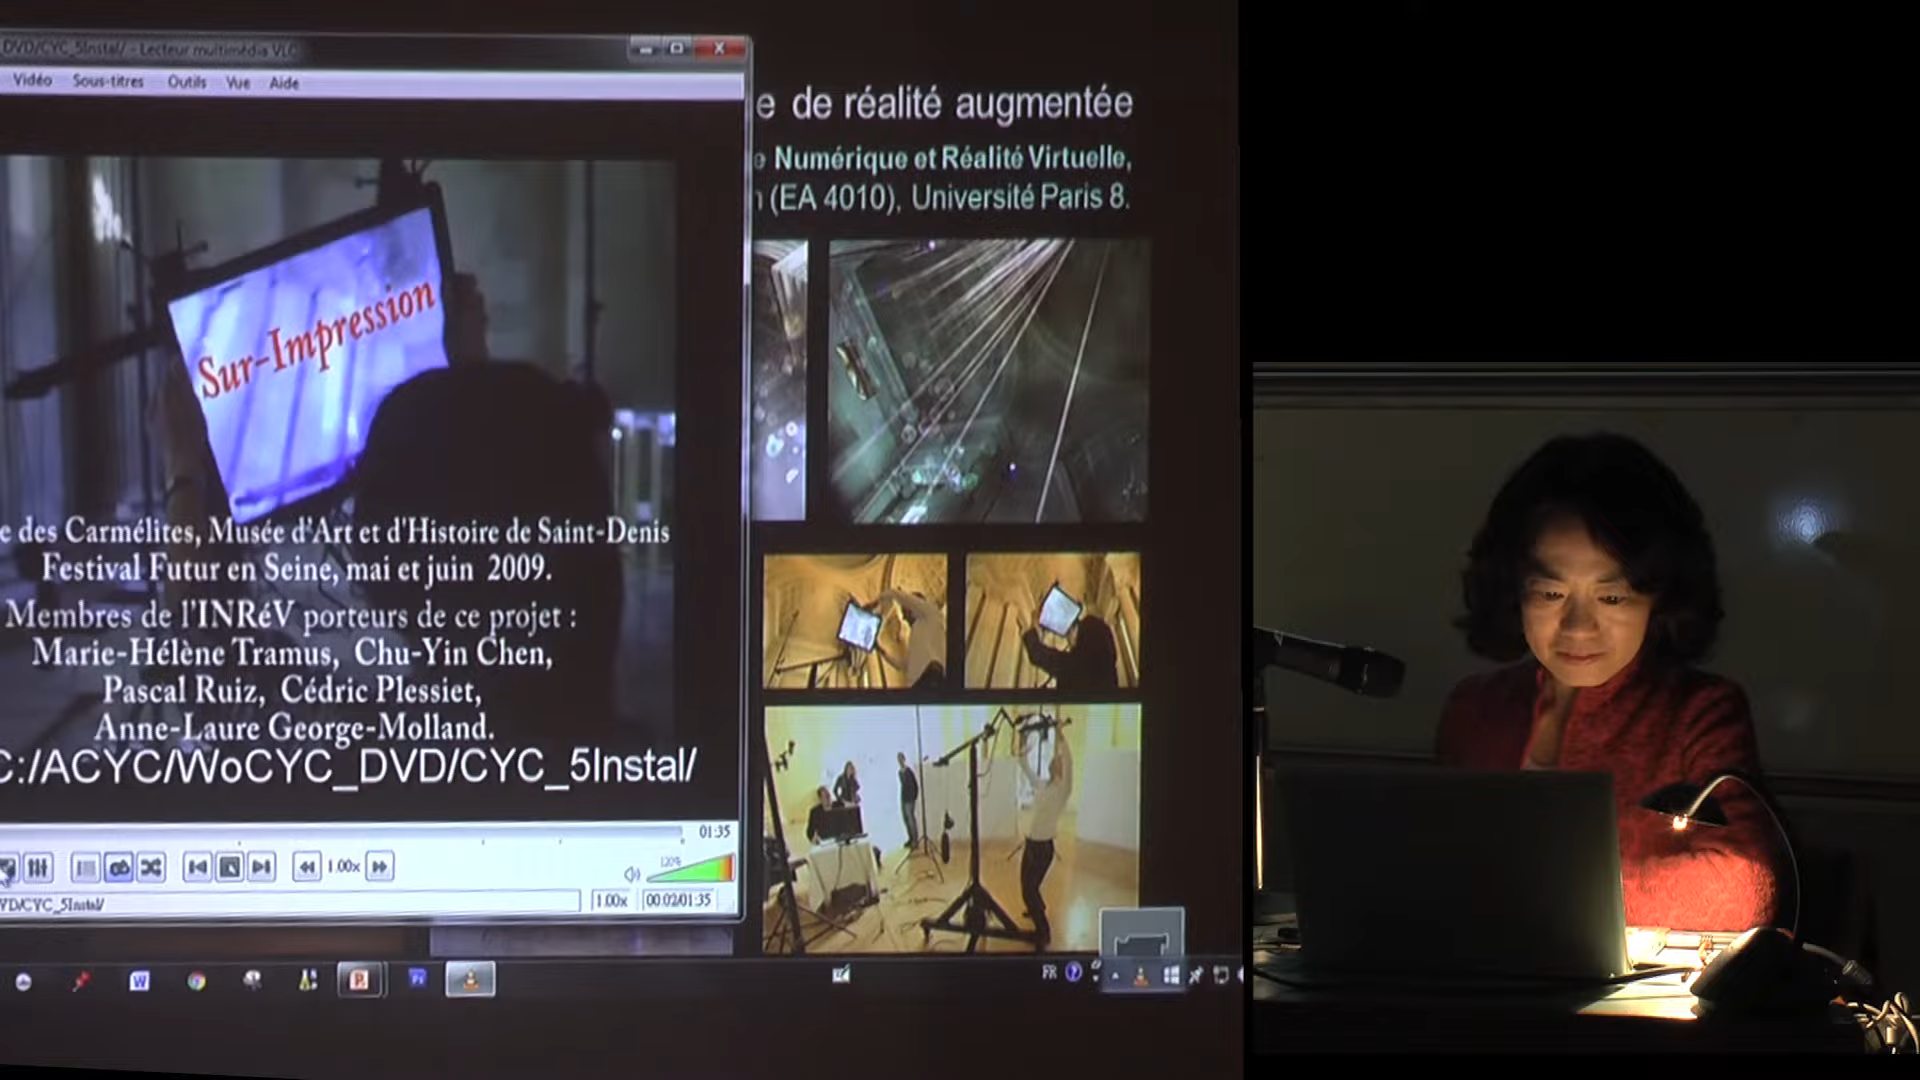 DVD/CYC_5Instal/ - Lecteur multimédia VLC
Vidéo Sous-titres Outils Vue Aide
e de réalité augmentée
Numérique et Réalité Virtuelle,
(EA 4010), Université Paris 8.
Sur-Impression
e des Carmélites, Musée d'Art et d'Histoire de Saint-Denis
Festival Futur en Seine, mai et juin 2009.
Membres de l'INRéV porteurs de ce projet :
Marie-Hélène Tramus, Chu-Yin Chen,
Pascal Ruiz, Cédric Plessiet,
Anne-Laure George-Molland.
C:/ACYC/WoCYC_DVD/CYC_5Instal/
01:35
1.00x
120%
VD/CYC_5Instal/
1.00x
00:02/01:35
FR